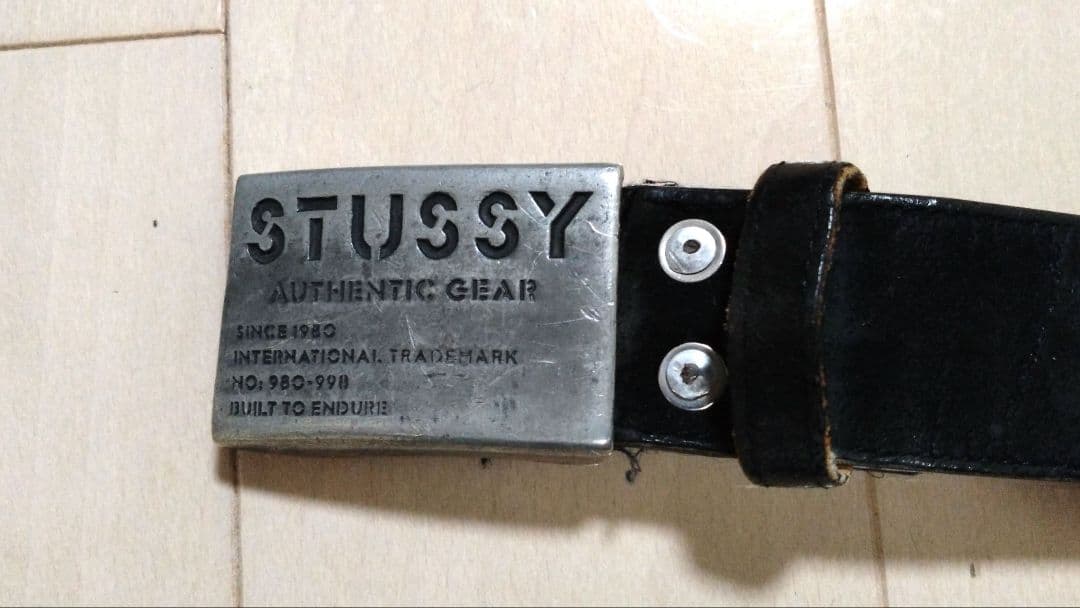 STUSSY
AUTHENTIC GEAR
SINCE 1980
INTERNATIONAL TRADEMARK
NO: 980-998
BUILT TO ENDURE